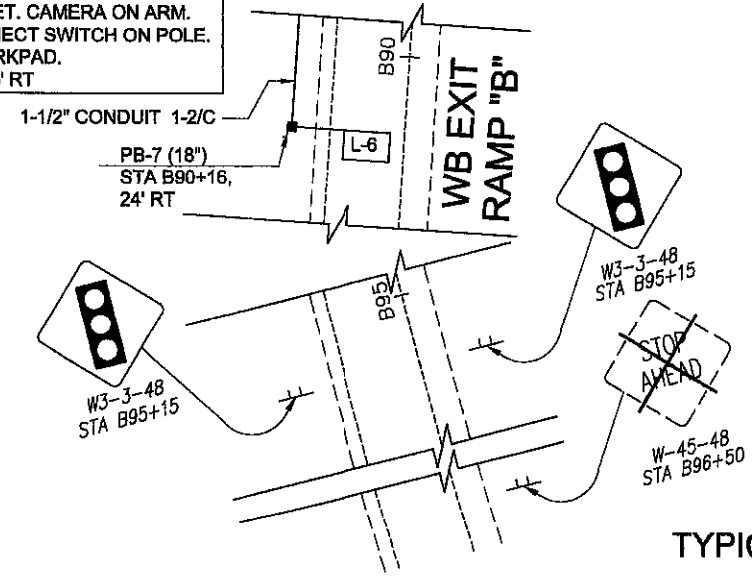 ET. CAMERA ON ARM.
NECT SWITCH ON POLE.
RKPAD.
' RT
1-1/2" CONDUIT 1-2/C
PB-7 (18")
STA B90+16,
24' RT
L-6
B90
WB EXIT
RAMP "B"
W3-3-48
STA B95+15
B95
W3-3-48
STA B95+15
STOP
AHEAD
W-45-48
STA B96+50
TYPIC